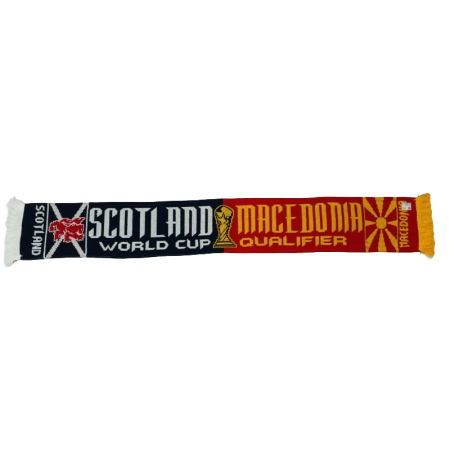 SCOTLAND
SCOTLAND
WORLD CUP
MACEDONIA
QUALIFIER
MACEDONIA